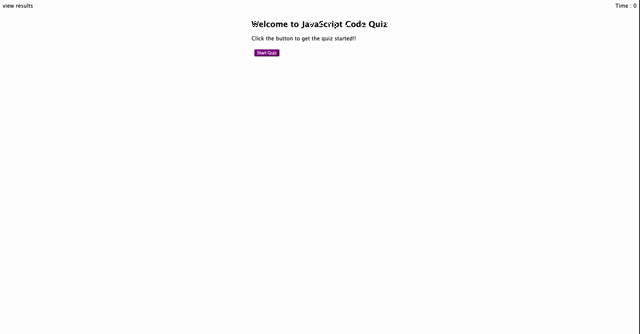 view results
Time : 0
Welcome to JavaScript Code Quiz
Click the button to get the quiz started!!
Start Quiz